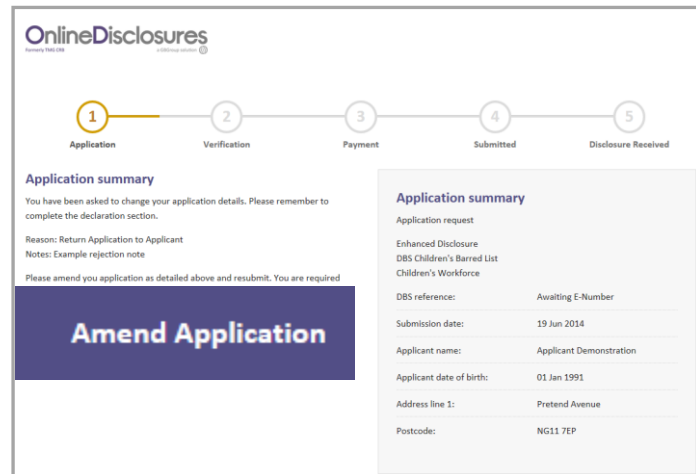 OnlineDisclosures
Formerly TMG CRB
1
2
3
4
5
Application
Verification
Payment
Submitted
Disclosure Received
Application summary
You have been asked to change your application details. Please remember to
complete the declaration section.
Reason: Return Application to Applicant
Notes: Example rejection note
Please amend you application as detailed above and resubmit. You are required
Amend Application
Application summary
Application request
Enhanced Disclosure
DBS Children's Barred List
Children's Workforce
DBS reference: Awaiting E-Number
Submission date: 19 Jun 2014
Applicant name: Applicant Demonstration
Applicant date of birth: 01 Jan 1991
Address line 1: Pretend Avenue
Postcode: NG11 7EP